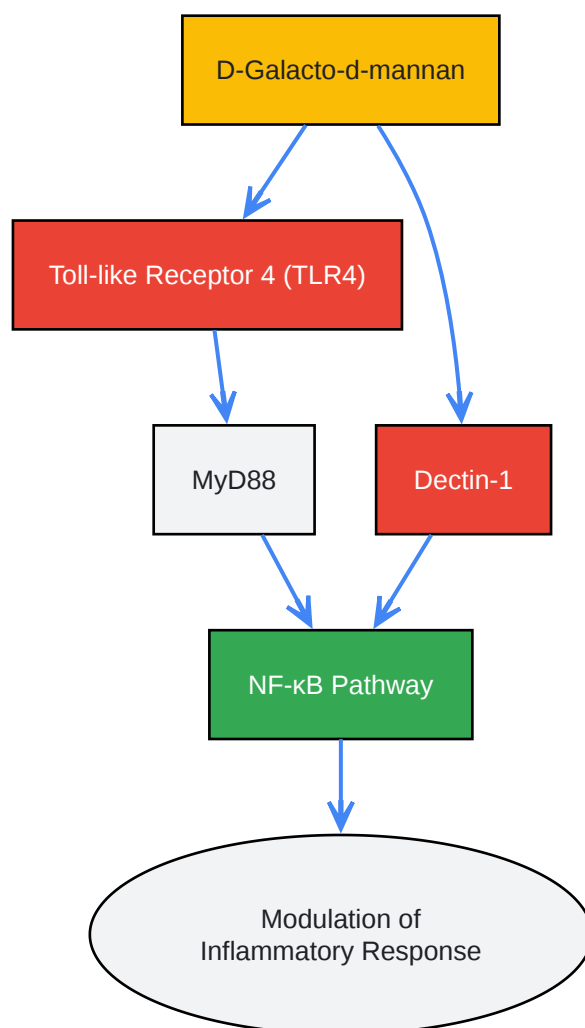 D-Galacto-d-mannan
Toll-like Receptor 4 (TLR4)
MyD88
Dectin-1
NF-κB Pathway
Modulation of
Inflammatory Response